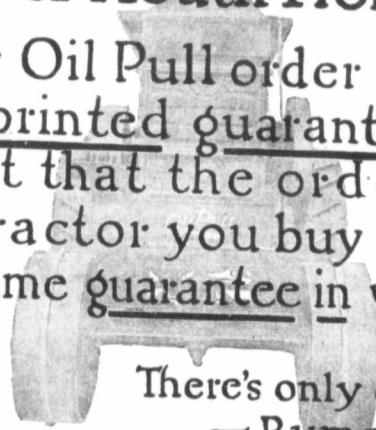 Oil Pull order
printed guarant
t that the ord
ractor you buy
me guarantee in
There's only